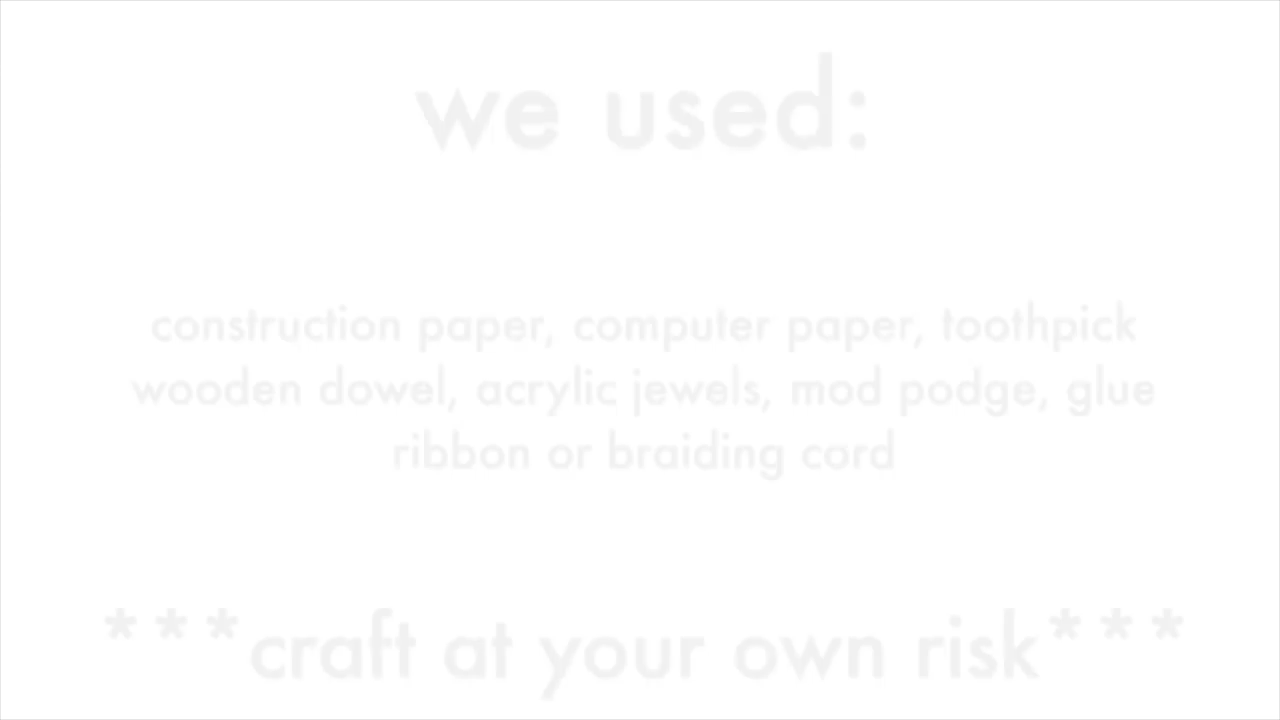 we used:
construction paper, computer paper, toothpick
wooden dowel, acrylic jewels, mod podge, glue
ribbon or braiding cord
***craft at your own risk***